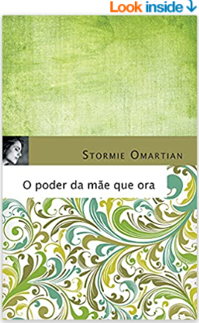 Look inside
STORMIE OMARTIAN
O poder da mãe que ora